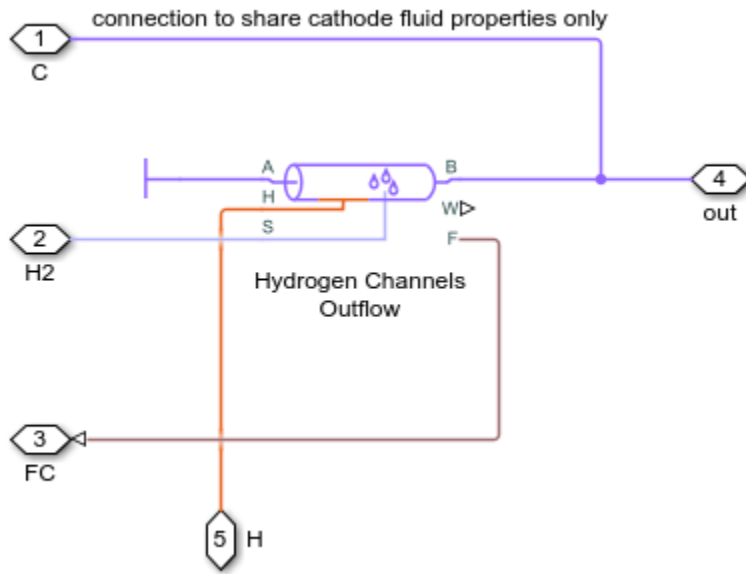 connection to share cathode fluid properties only
1
C
A
B
H
4
W
out
S
2
F
H2
Hydrogen Channels
Outflow
3
FC
5
H